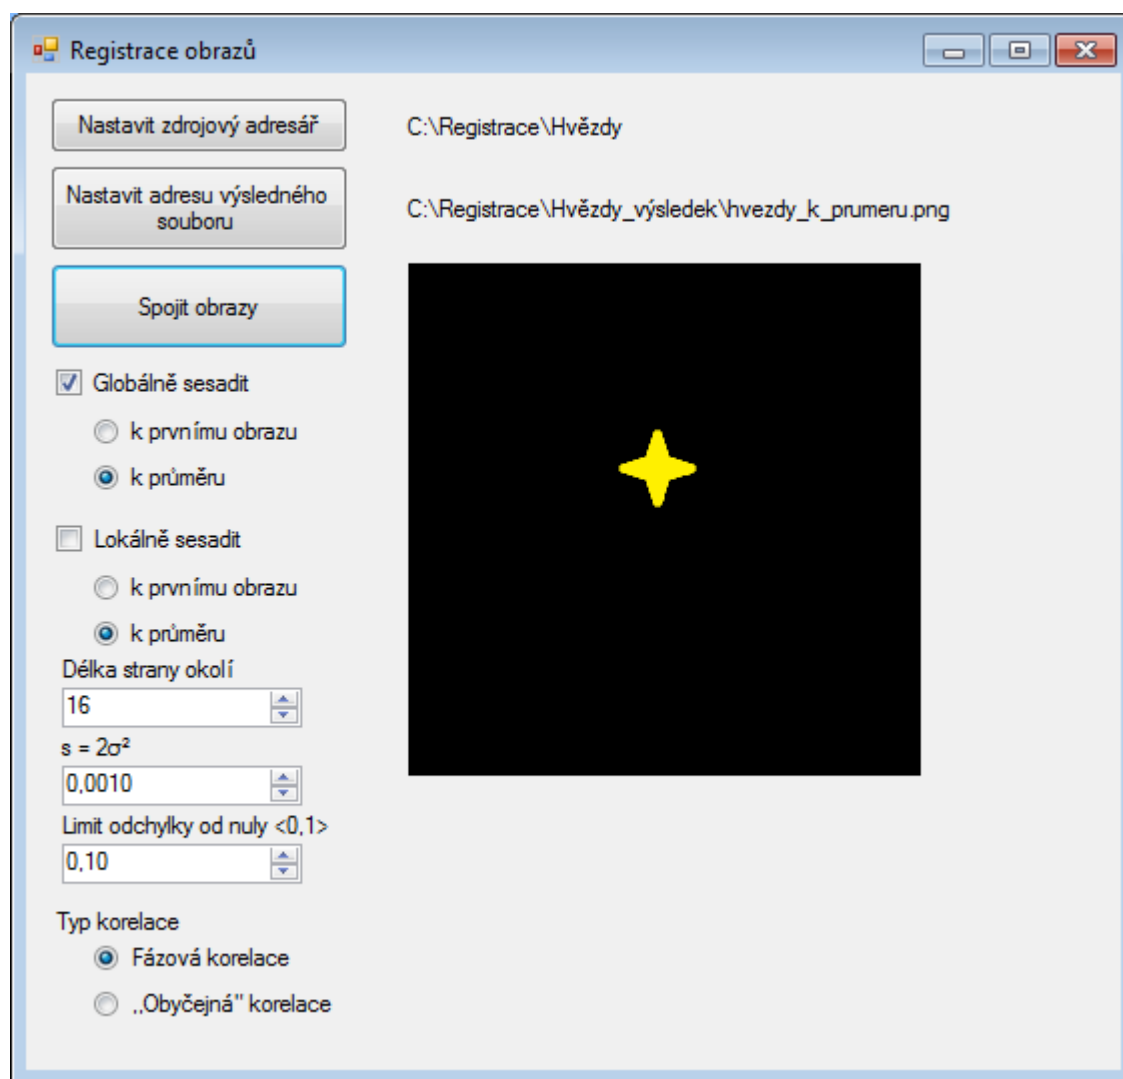 Registrace obrazů
Nastavit zdrojový adresář
C:\Registrace\Hvězdy
Nastavit adresu výsledného
souboru
C:\Registrace\Hvězdy_výsledek\hvezdy_k_prumeru.png
Spojit obrazy
Globálně sesadit
k prvnímu obrazu
k průměru
Lokálně sesadit
k prvnímu obrazu
k průměru
Délka strany okolí
16
s = 2σ²
0,0010
Limit odchylky od nuly <0,1>
0,10
Typ korelace
Fázová korelace
,,Obyčejná" korelace